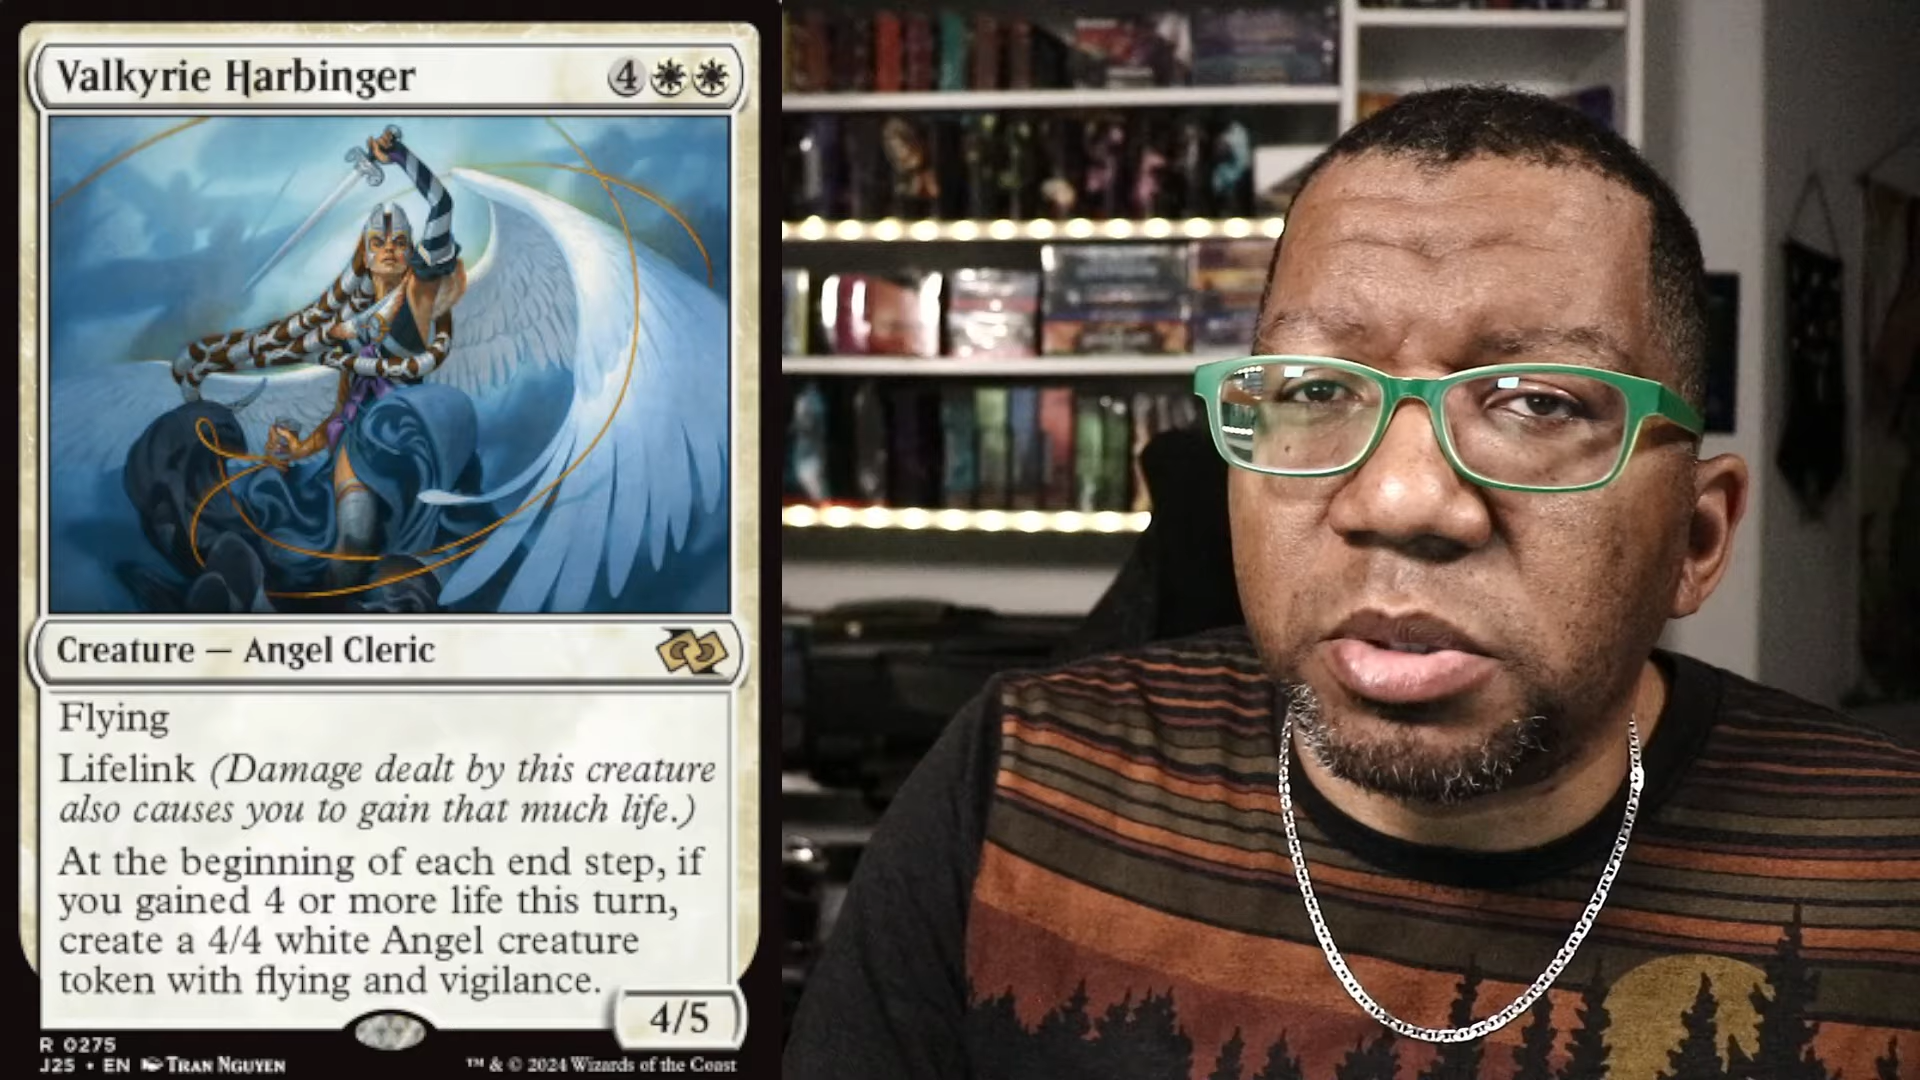 Valkyrie Harbinger 4
Creature — Angel Cleric
Flying
Lifelink (Damage dealt by this creature
also causes you to gain that much life.)
At the beginning of each end step, if
you gained 4 or more life this turn,
create a 4/4 white Angel creature
token with flying and vigilance.
4/5
R 0275
J25 • EN TRAN NGUYEN
™ & © 2024 Wizards of the Coast